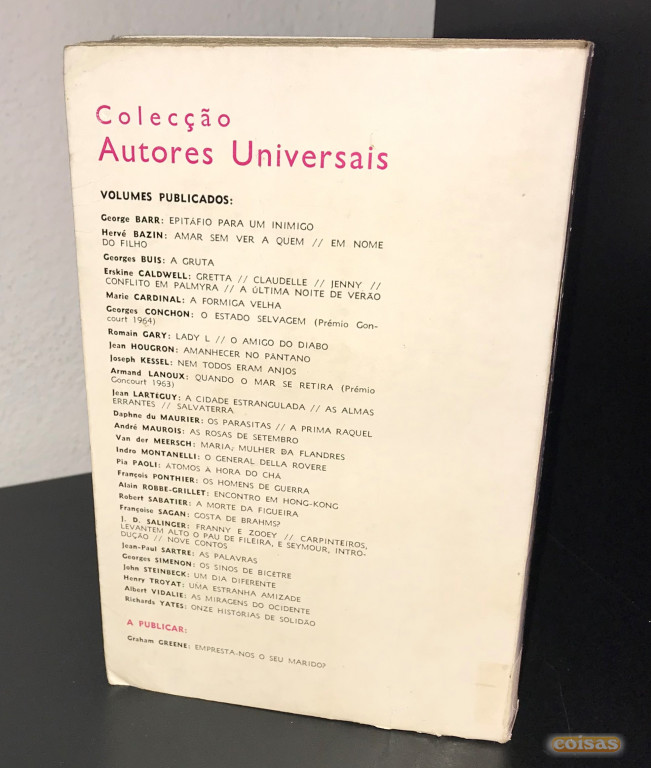 Colecção
Autores Universais
VOLUMES PUBLICADOS:
George BARR: EPITÁFIO PARA UM INIMIGO
Hervé BAZIN: AMAR SEM VER A QUEM // EM NOME
DO FILHO
Georges BUIS: A GRUTA
Erskine CALDWELL: GRETTA // CLAUDELLE // JENNY //
CONFLITO EM PALMYRA // A ÚLTIMA NOITE DE VERÃO
Marie CARDINAL: A FORMIGA VELHA
Georges CONCHON: O ESTADO SELVAGEM (Prémio Gon-
court 1964)
Romain GARY: LADY L // O AMIGO DO DIABO
Jean HOUGRON: AMANHECER NO PÂNTANO
Joseph KESSEL: NEM TODOS ERAM ANJOS
Armand LANOUX: QUANDO O MAR SE RETIRA (Prémio
Goncourt 1963)
Jean LARTÉGUY: A CIDADE ESTRANGULADA // AS ALMAS
ERRANTES // SALVATERRA
Daphne du MAURIER: OS PARASITAS // A PRIMA RAQUEL
André MAUROIS: AS ROSAS DE SETEMBRO
Van der MEERSCH: MARIA, MULHER DA FLANDRES
Indro MONTANELLI: O GENERAL DELLA ROVERE
Pia PAOLI: ÁTOMOS À HORA DO CHÁ
François PONTHIER: OS HOMENS DE GUERRA
Alain ROBBE-GRILLET: ENCONTRO EM HONG-KONG
Robert SABATIER: A MORTE DA FIGUEIRA
Françoise SAGAN: GOSTA DE BRAHMS?
J. D. SALINGER: FRANNY E ZOOEY // CARPINTEIROS,
LEVANTEM ALTO O PAU DE FILEIRA, E SEYMOUR, INTRO-
DUÇÃO // NOVE CONTOS
Jean-Paul SARTRE: AS PALAVRAS
Georges SIMENON: OS SINOS DE BICÊTRE
John STEINBECK: UM DIA DIFERENTE
Henry TROYAT: UMA ESTRANHA AMIZADE
Albert VIDALIE: AS MIRAGENS DO OCIDENTE
Richards YATES: ONZE HISTÓRIAS DE SOLIDÃO
A PUBLICAR:
Graham GREENE: EMPRESTA-NOS O SEU MARIDO?
coisas